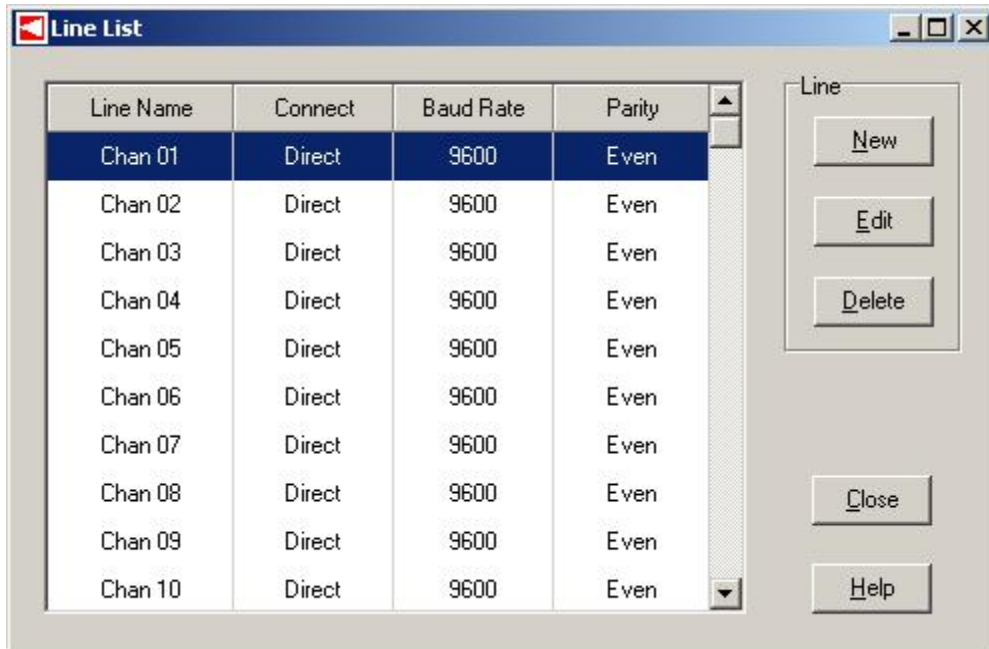 Line List
Line Name Connect Baud Rate Parity
Chan 01 Direct 9600 Even
Chan 02 Direct 9600 Even
Chan 03 Direct 9600 Even
Chan 04 Direct 9600 Even
Chan 05 Direct 9600 Even
Chan 06 Direct 9600 Even
Chan 07 Direct 9600 Even
Chan 08 Direct 9600 Even
Chan 09 Direct 9600 Even
Chan 10 Direct 9600 Even
Line
New
Edit
Delete
Close
Help